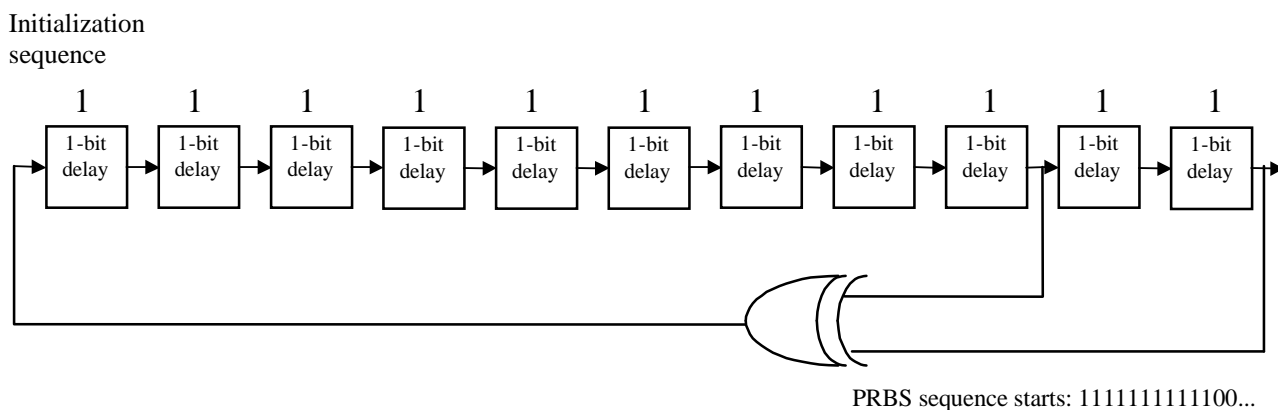 Initialization
sequence
1 1 1 1 1 1 1 1 1 1 1
1-bit 1-bit 1-bit 1-bit 1-bit 1-bit 1-bit 1-bit 1-bit 1-bit 1-bit
delay delay delay delay delay delay delay delay delay delay delay
PRBS sequence starts: 1111111111100...